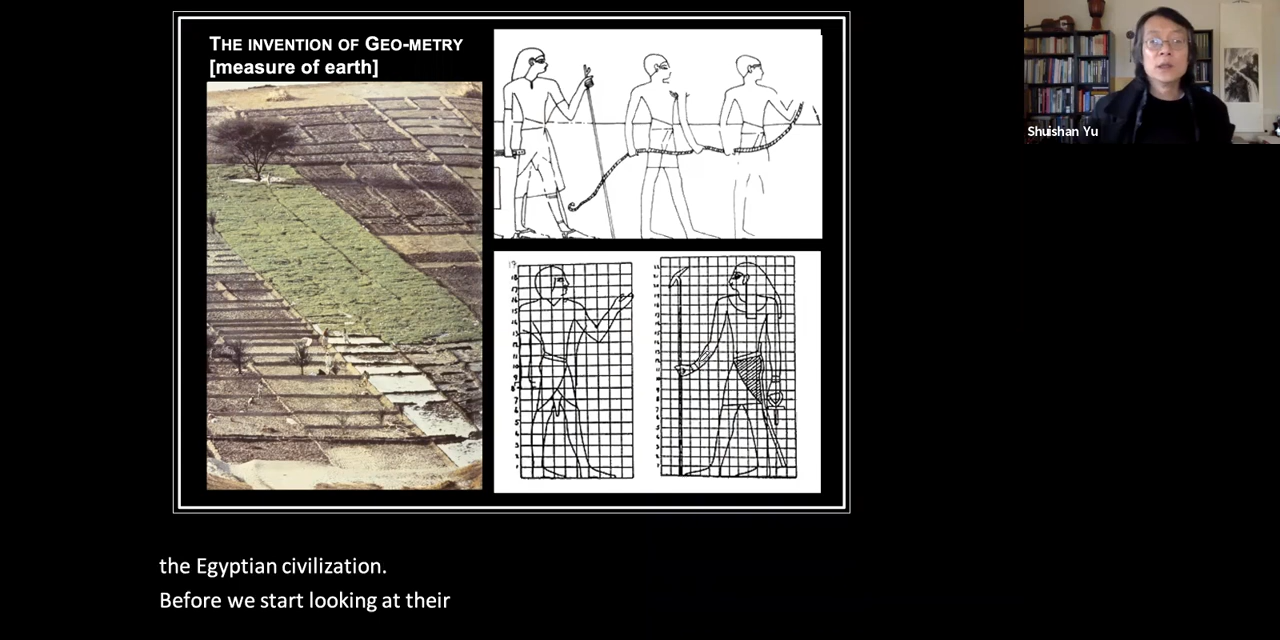 THE INVENTION OF GEO-METRY
[measure of earth]
Shuishan Yu
the Egyptian civilization.
Before we start looking at their